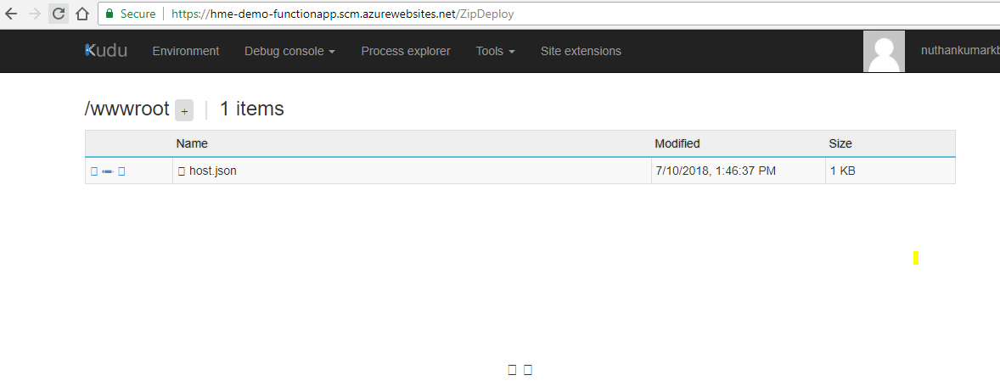 Secure https://hme-demo-functionapp.scm.azurewebsites.net/ZipDeploy
Kudu Environment Debug console Process explorer Tools Site extensions nuthankumarkb
/wwwroot + 1 items
Name Modified Size
host.json 7/10/2018, 1:46:37 PM 1 KB